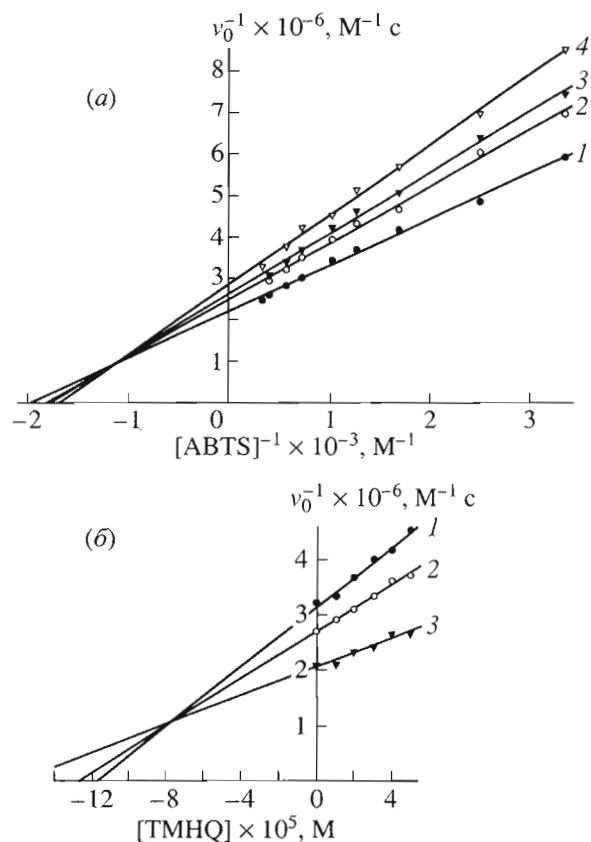 v₀⁻¹ × 10⁻⁶, M⁻¹ c
(а)
8
7
6
5
4
3
2
1
4
3
2
1
−2 −1 0 1 2 3
[ABTS]⁻¹ × 10⁻³, M⁻¹
v₀⁻¹ × 10⁻⁶, M⁻¹ c
(б)
4
3
2
1
1
2
3
−12 −8 −4 0 4
[TMHQ] × 10⁵, M